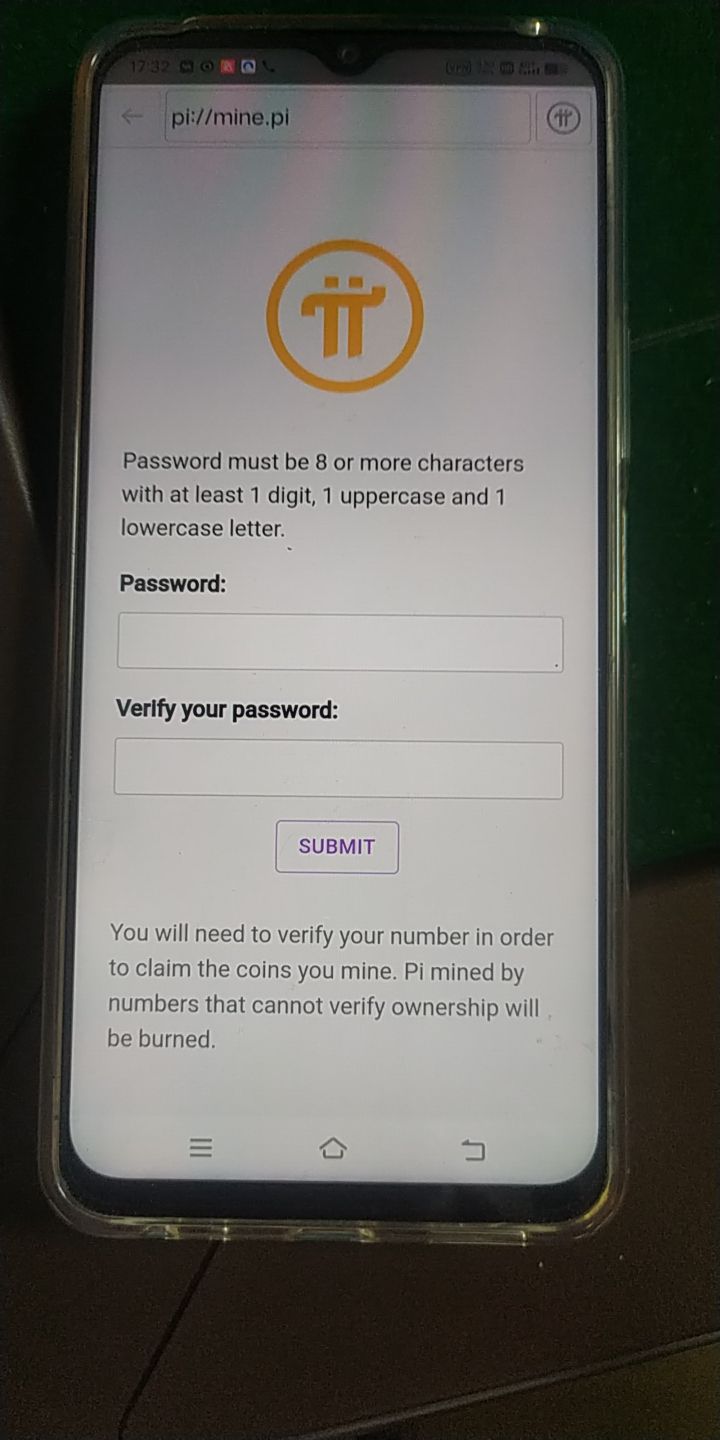 17:32
pi://mine.pi
Password must be 8 or more characters
with at least 1 digit, 1 uppercase and 1
lowercase letter.
Password:
Verify your password:
SUBMIT
You will need to verify your number in order
to claim the coins you mine. Pi mined by
numbers that cannot verify ownership will
be burned.